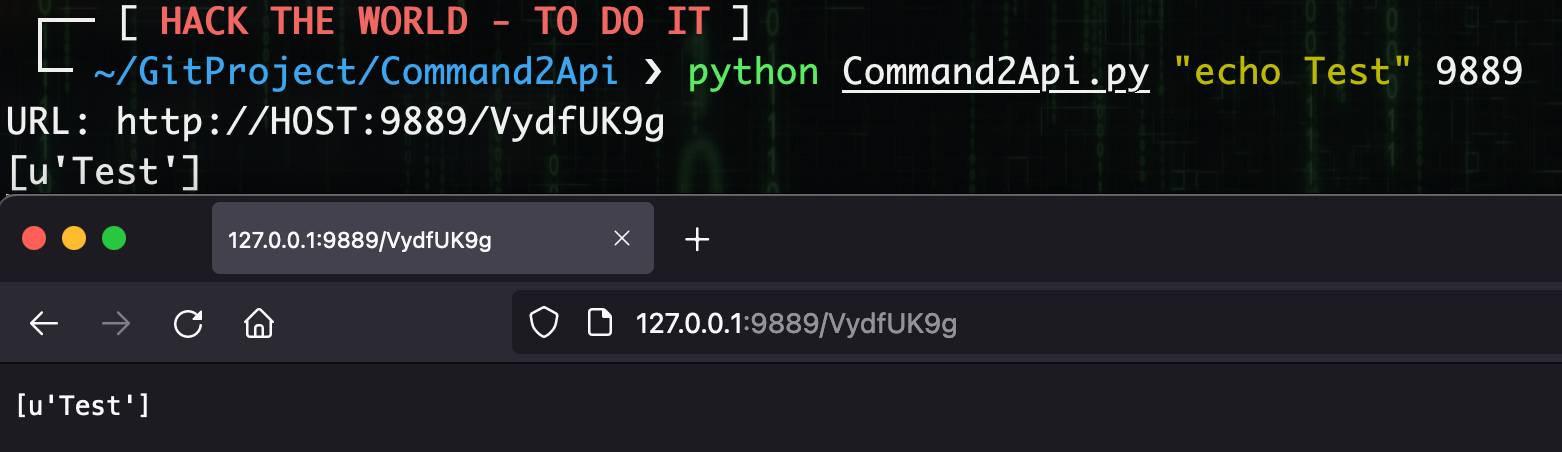 [ HACK THE WORLD - TO DO IT ]
~/GitProject/Command2Api ❯ python Command2Api.py "echo Test" 9889
URL: http://HOST:9889/VydfUK9g
[u'Test']
127.0.0.1:9889/VydfUK9g
127.0.0.1:9889/VydfUK9g
[u'Test']